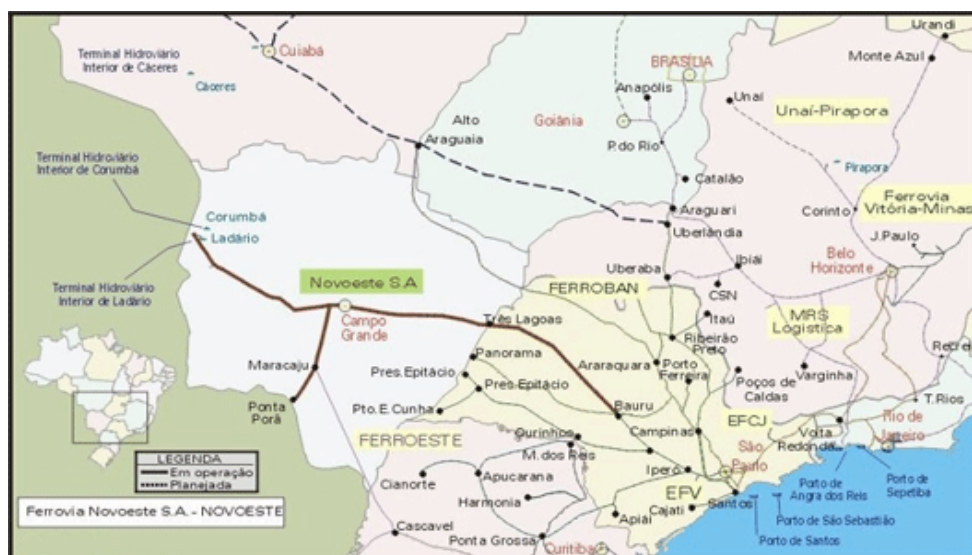 Urandi
Monte Azul
Cuiabá
Terminal Hidroviário
Interior de Cáceres
Cáceres
BRASÍLIA
Anapólis
Unaí
Unaí-Pirapora
Goiânia
Alto
Araguaia
P.do Rio
Pirapora
Terminal Hidroviário
Interior de Corumbá
Catalão
Ferrovia
Vitória-Minas
Corumbá
Ladário
Araguari
Corinto
Uberlândia
J.Paulo
Belo
Horizonte
Terminal Hidroviário
Interior de Ladário
Novoeste S.A
Uberaba
Ibiaí
FERROBAN
CSN
MRS
Logística
Campo
Grande
Três Lagoas
Itaú
Ribeirão
Preto
Panorama
Maracaju
Pres.Epitácio
Araraquara
Porto
Ferreira
Poços de
Caldas
Varginha
Recrei
Pres.Epitácio
Ponta
Porã
Pto.E.Cunha
Bauru
EFCJ
T.Rios
Rio de
Janeiro
FERROESTE
Ourinhos
M.dos Reis
Campinas
Volta
Redonda
São
Paulo
LEGENDA
Em operação
Planejada
Cianorte
Apucarana
Iperó
EFV
Porto de
Angra dos Reis
Porto de
Sepetiba
Harmonia
Santos
Ferrovia Novoeste S.A. - NOVOESTE
Cajati
Apiaí
Porto de São Sebastião
Cascavel
Ponta Grossa
Curitiba
Porto de Santos